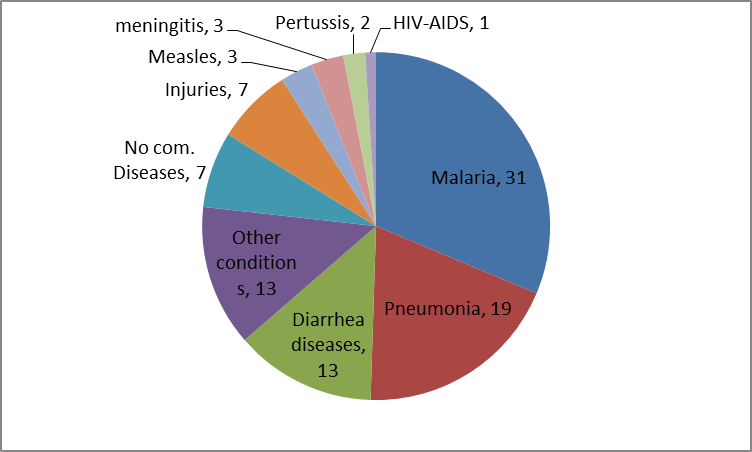 meningitis, 3
Pertussis, 2
HIV-AIDS, 1
Measles, 3
Injuries, 7
No com.
Diseases, 7
Malaria, 31
Other
condition
s, 13
Pneumonia, 19
Diarrhea
diseases,
13